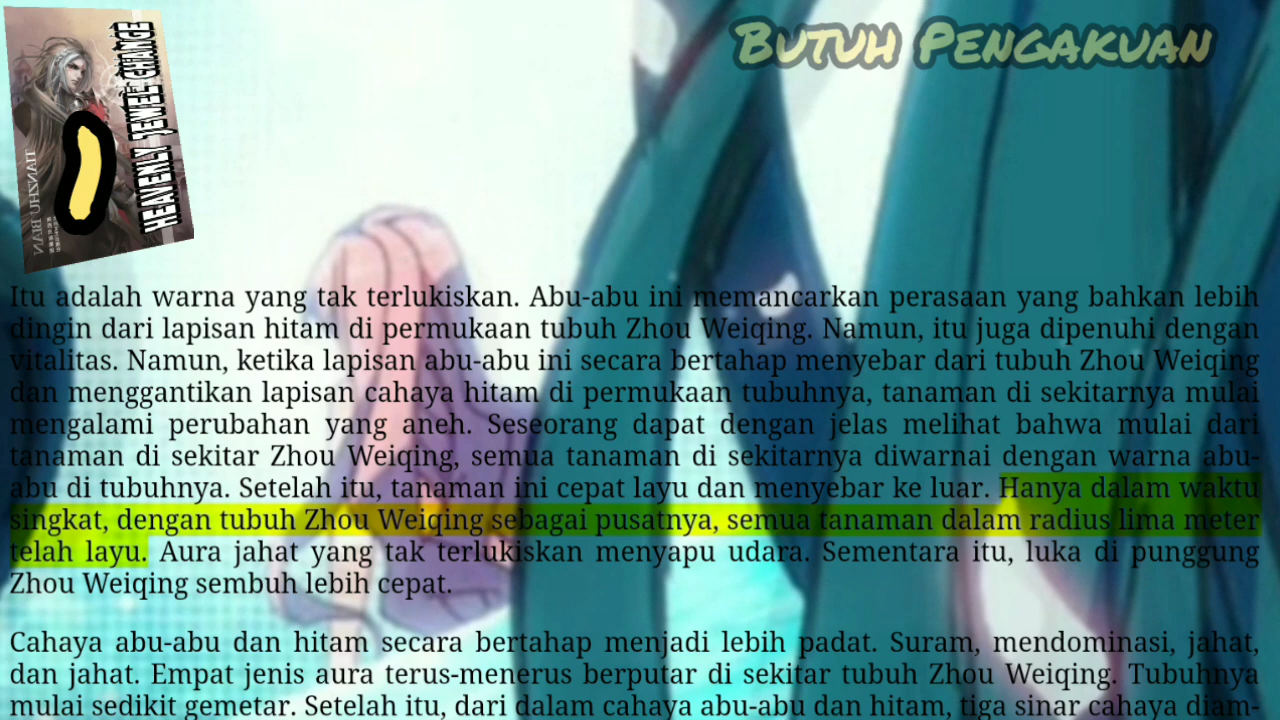 Butuh Pengakuan
HEAVENLY JEWEL CHANGE
TIANZHU BIAN
Itu adalah warna yang tak terlukiskan. Abu-abu ini memancarkan perasaan yang bahkan lebih
dingin dari lapisan hitam di permukaan tubuh Zhou Weiqing. Namun, itu juga dipenuhi dengan
vitalitas. Namun, ketika lapisan abu-abu ini secara bertahap menyebar dari tubuh Zhou Weiqing
dan menggantikan lapisan cahaya hitam di permukaan tubuhnya, tanaman di sekitarnya mulai
mengalami perubahan yang aneh. Seseorang dapat dengan jelas melihat bahwa mulai dari
tanaman di sekitar Zhou Weiqing, semua tanaman di sekitarnya diwarnai dengan warna abu-
abu di tubuhnya. Setelah itu, tanaman ini cepat layu dan menyebar ke luar. Hanya dalam waktu
singkat, dengan tubuh Zhou Weiqing sebagai pusatnya, semua tanaman dalam radius lima meter
telah layu. Aura jahat yang tak terlukiskan menyapu udara. Sementara itu, luka di punggung
Zhou Weiqing sembuh lebih cepat.
Cahaya abu-abu dan hitam secara bertahap menjadi lebih padat. Suram, mendominasi, jahat,
dan jahat. Empat jenis aura terus-menerus berputar di sekitar tubuh Zhou Weiqing. Tubuhnya
mulai sedikit gemetar. Setelah itu, dari dalam cahaya abu-abu dan hitam, tiga sinar cahaya diam-